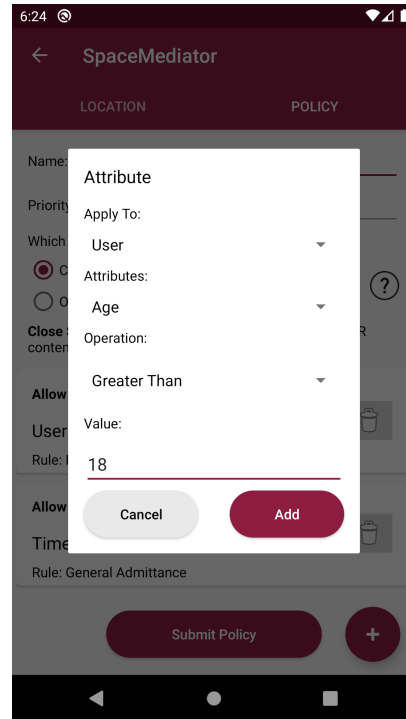 6:24
SpaceMediator
LOCATION POLICY
Name:
Attribute
Apply To:
Priority
User
Which
Attributes:
Age
?
Close
Operation:
conten
Greater Than
Allow
Value:
User
18
Rule:
Cancel Add
Allow
Time
Rule: General Admittance
Submit Policy +